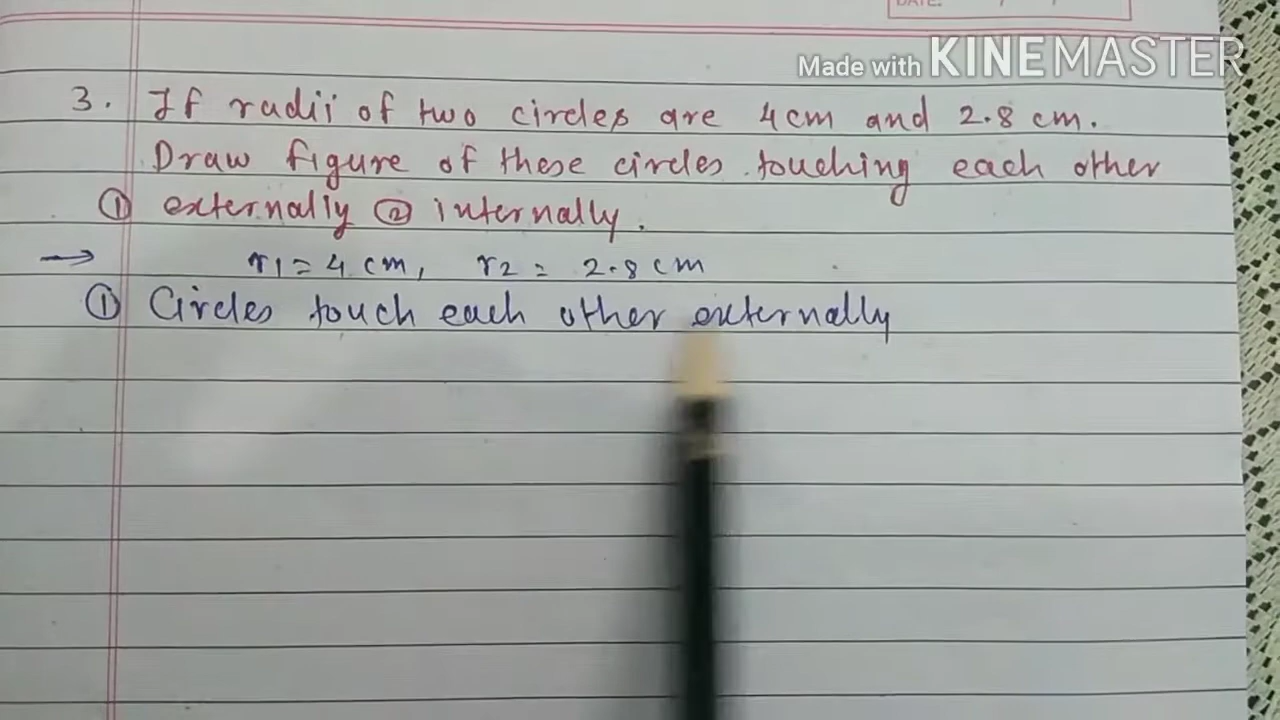 DATE: / /
Made with KINEMASTER
3. If radii of two circles are 4cm and 2.8 cm.
Draw figure of these circles touching each other
① externally ② internally.
→ r1 = 4 cm, r2 = 2.8 cm
① Circles touch each other externally